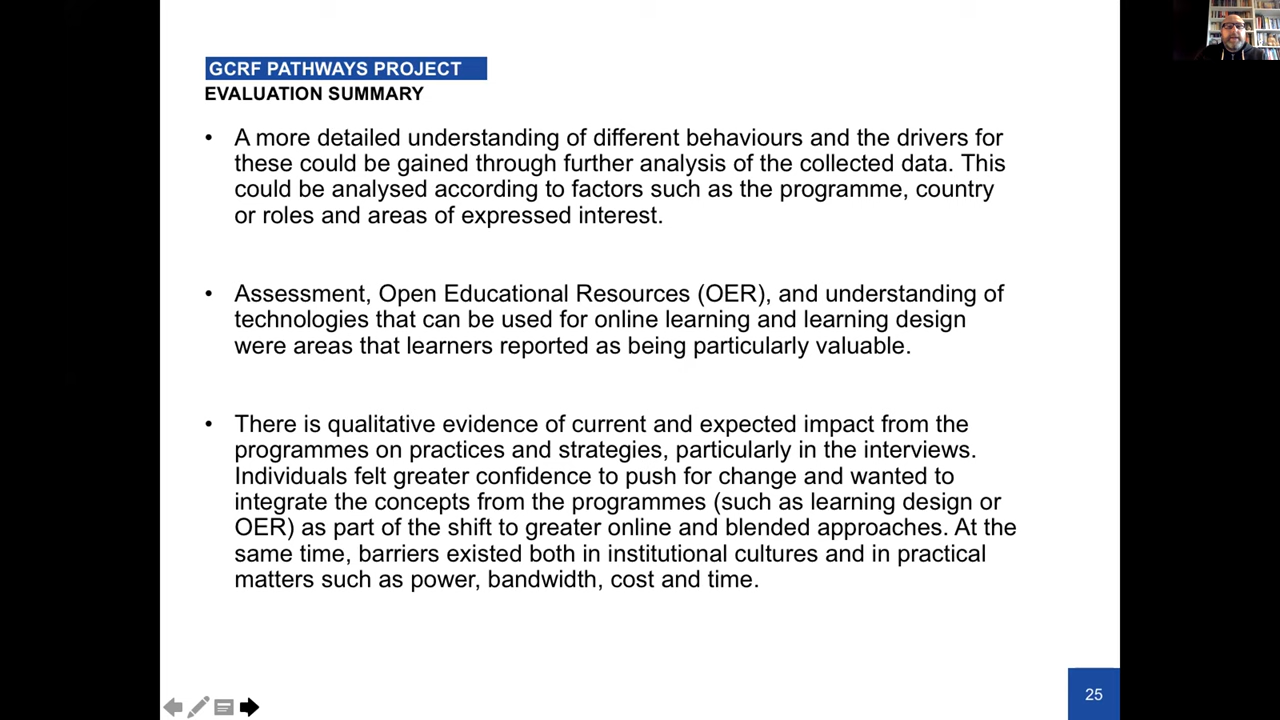 GCRF PATHWAYS PROJECT
EVALUATION SUMMARY
• A more detailed understanding of different behaviours and the drivers for
these could be gained through further analysis of the collected data. This
could be analysed according to factors such as the programme, country
or roles and areas of expressed interest.
• Assessment, Open Educational Resources (OER), and understanding of
technologies that can be used for online learning and learning design
were areas that learners reported as being particularly valuable.
• There is qualitative evidence of current and expected impact from the
programmes on practices and strategies, particularly in the interviews.
Individuals felt greater confidence to push for change and wanted to
integrate the concepts from the programmes (such as learning design or
OER) as part of the shift to greater online and blended approaches. At the
same time, barriers existed both in institutional cultures and in practical
matters such as power, bandwidth, cost and time.
25